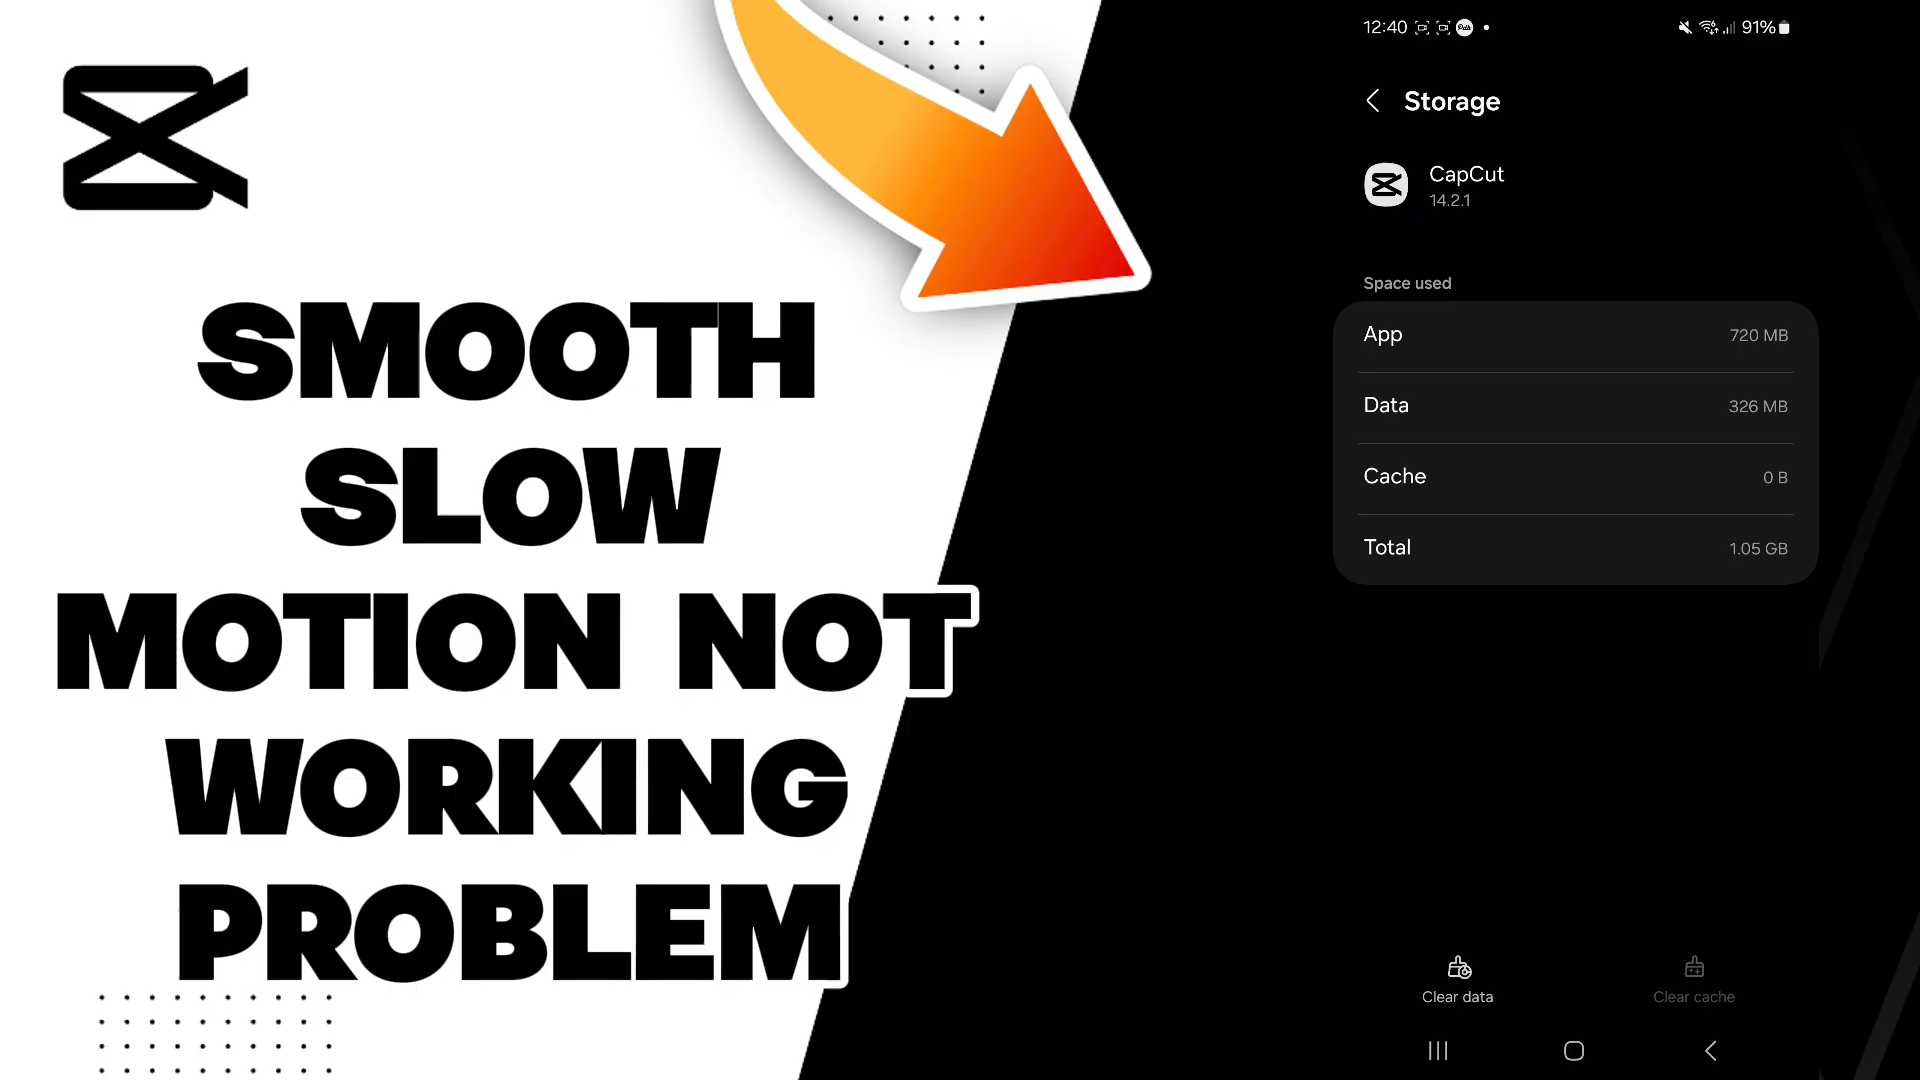 SMOOTH
SLOW
MOTION NOT
WORKING
PROBLEM
12:40 91%
Storage
CapCut
14.2.1
Space used
App 720 MB
Data 326 MB
Cache 0 B
Total 1.05 GB
Clear data Clear cache